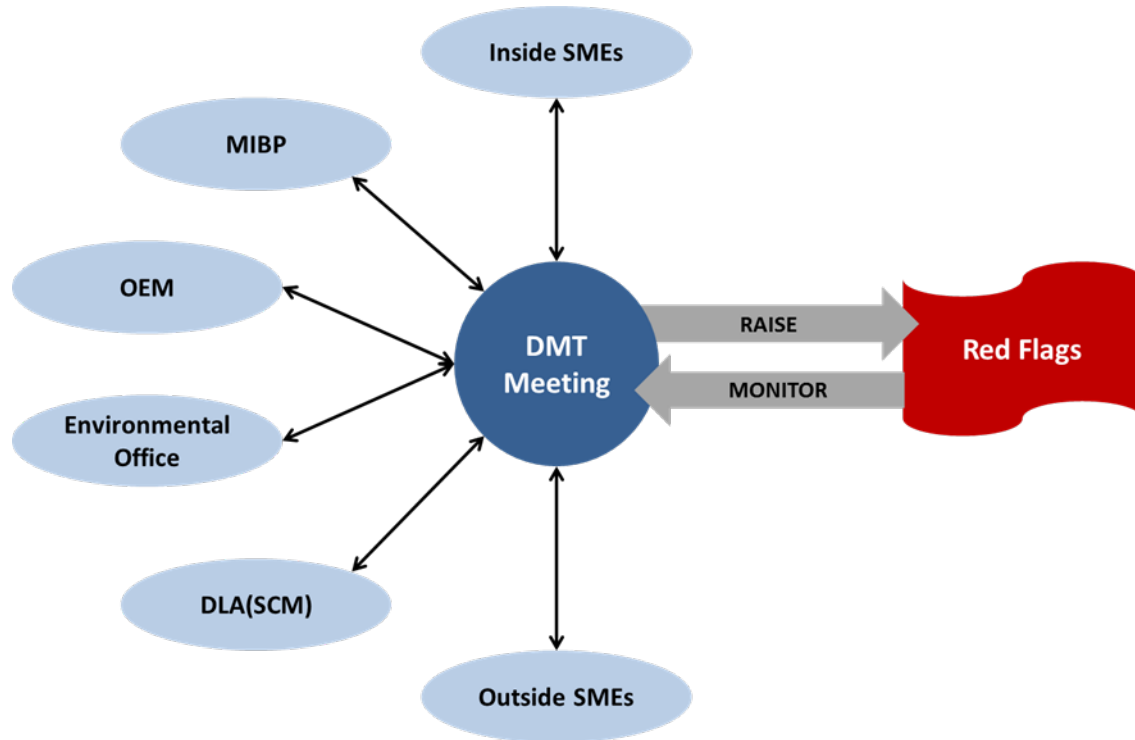 Inside SMEs
MIBP
OEM
Environmental
Office
DLA(SCM)
Outside SMEs
DMT
Meeting
RAISE
MONITOR
Red Flags